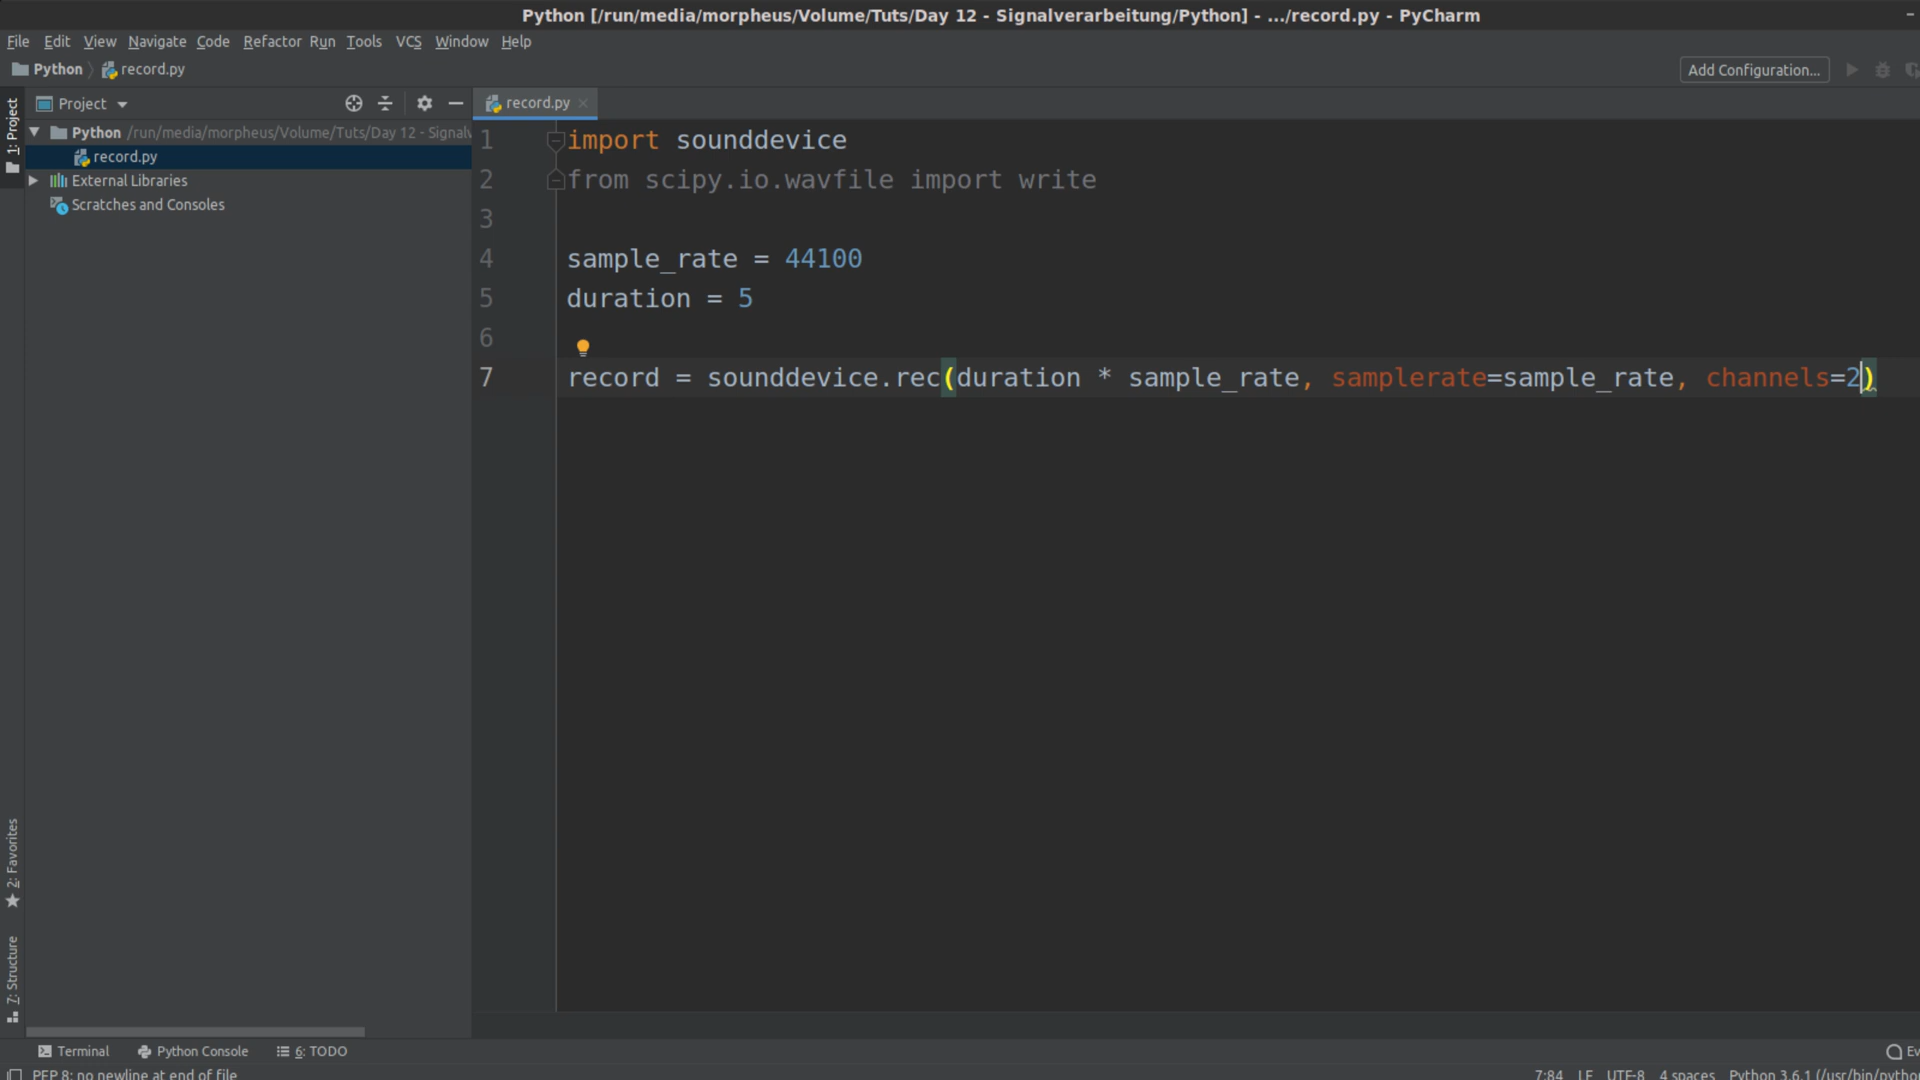 Python [/run/media/morpheus/Volume/Tuts/Day 12 - Signalverarbeitung/Python] - .../record.py - PyCharm
File Edit View Navigate Code Refactor Run Tools VCS Window Help
Python record.py
Add Configuration...
1: Project
Project
record.py
Python /run/media/morpheus/Volume/Tuts/Day 12 - Signalv
record.py
External Libraries
Scratches and Consoles
1 import sounddevice
2 from scipy.io.wavfile import write
3
4 sample_rate = 44100
5 duration = 5
6
7 record = sounddevice.rec(duration * sample_rate, samplerate=sample_rate, channels=2)
2: Favorites
7: Structure
Terminal Python Console 6: TODO
Ev
PEP 8: no newline at end of file
7:84 LF UTF-8 4 spaces Python 3.6.1 (/usr/bin/python